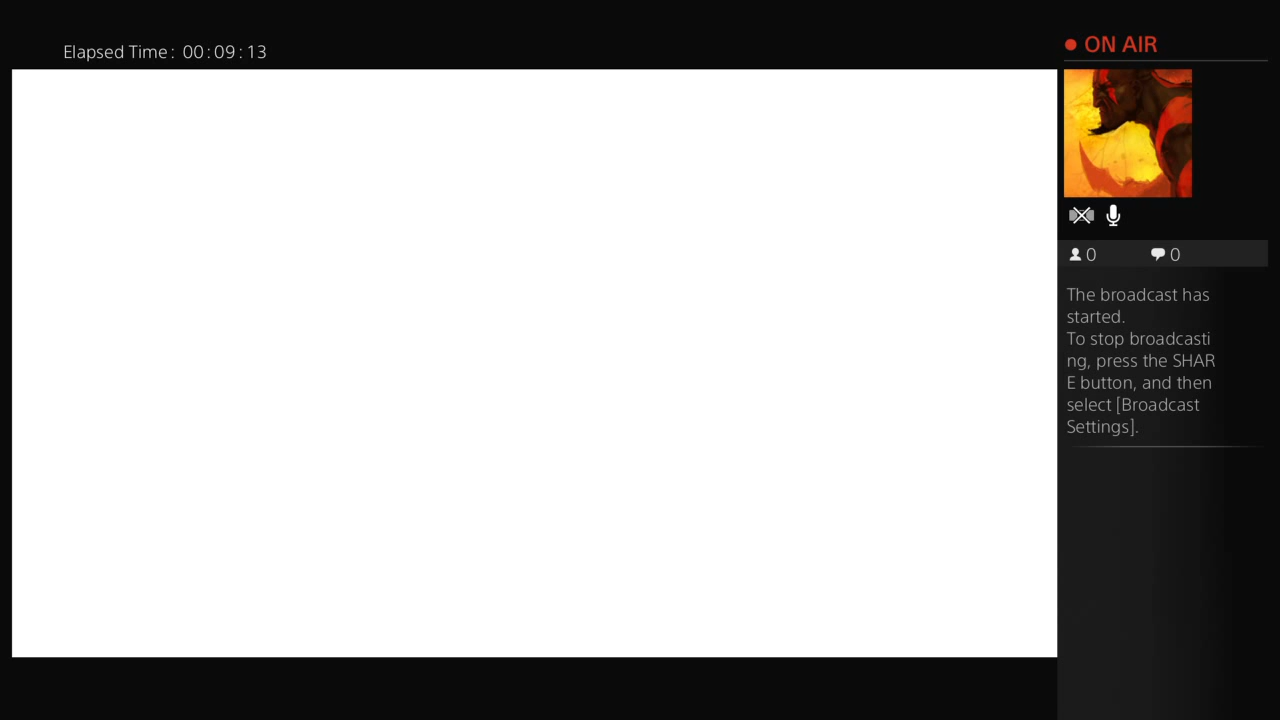 Elapsed Time: 00:09:13
ON AIR
0 0
The broadcast has
started.
To stop broadcasti
ng, press the SHAR
E button, and then
select [Broadcast
Settings].